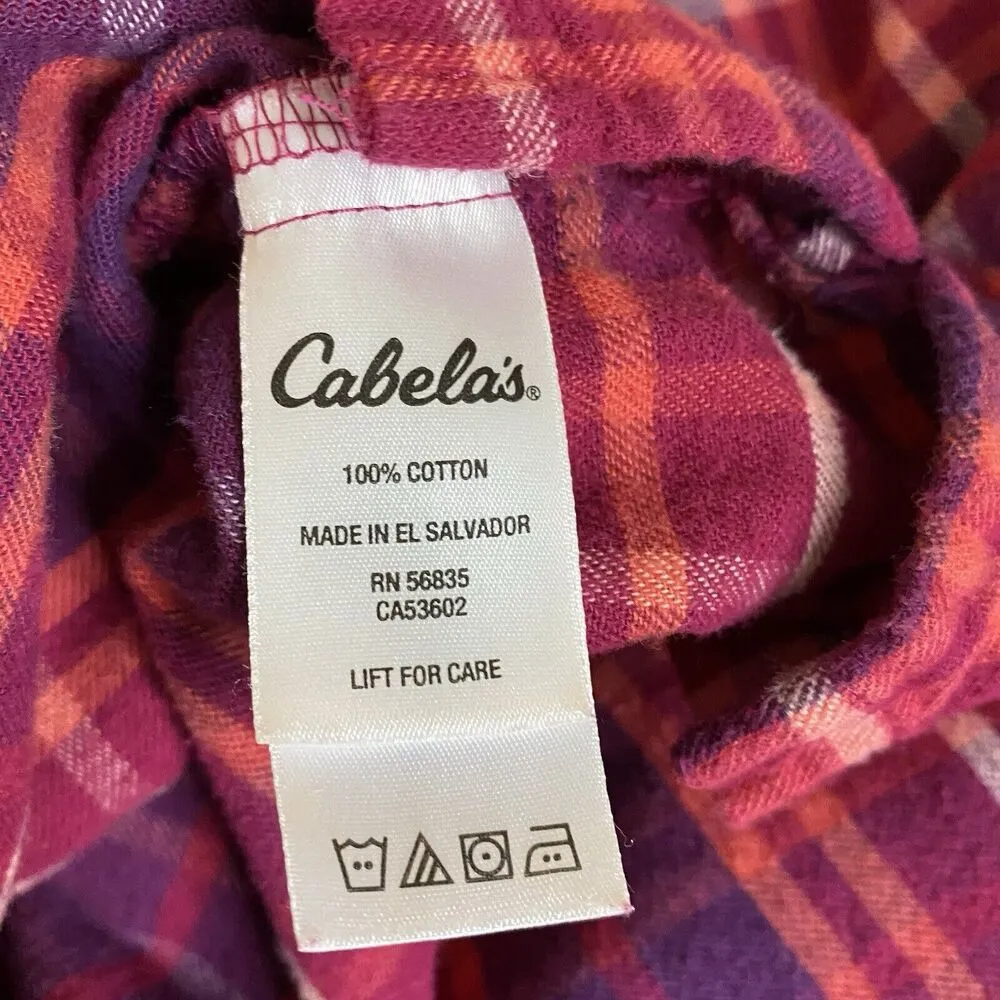 Cabela's®
100% COTTON
MADE IN EL SALVADOR
RN 56835
CA53602
LIFT FOR CARE